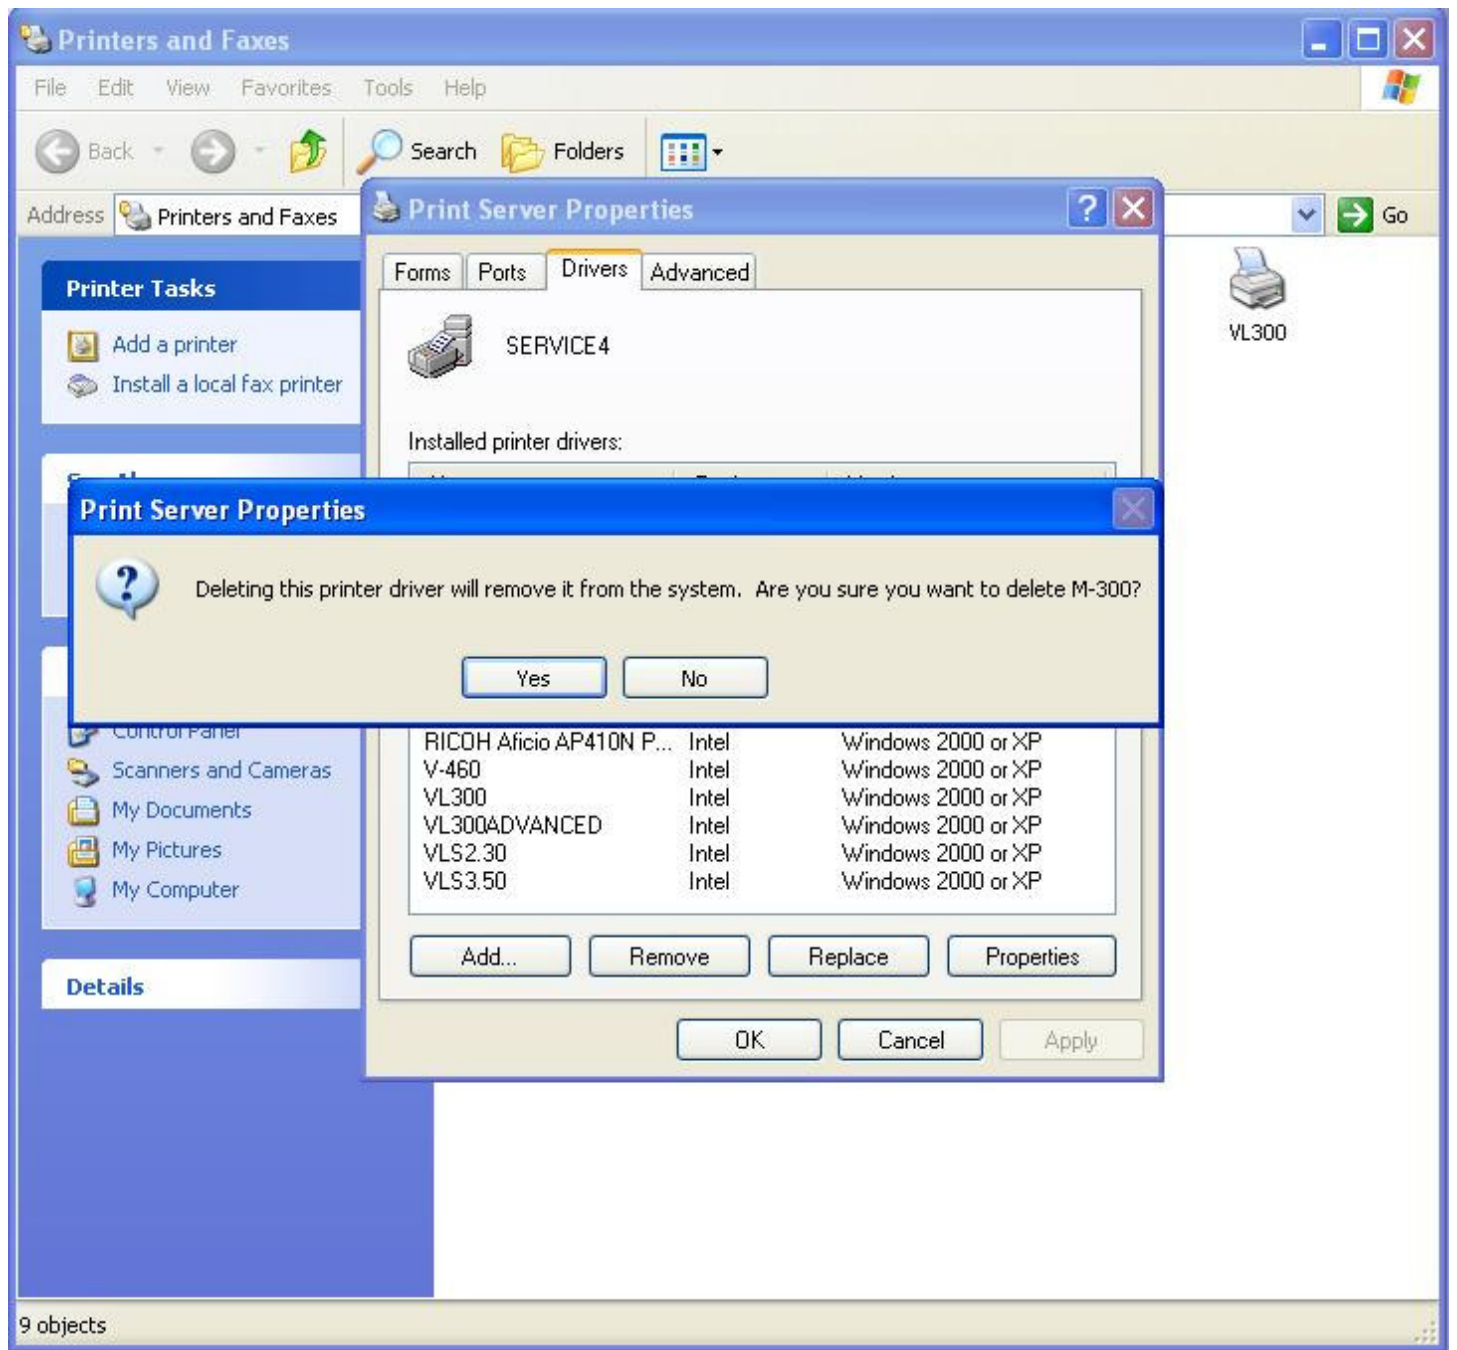 Printers and Faxes
File Edit View Favorites Tools Help
Back Search Folders
Address Printers and Faxes Go
Print Server Properties
Forms Ports Drivers Advanced
Printer Tasks
Add a printer
Install a local fax printer
SERVICE4
VL300
Installed printer drivers:
Print Server Properties
Deleting this printer driver will remove it from the system. Are you sure you want to delete M-300?
Yes No
Control Panel
Scanners and Cameras
My Documents
My Pictures
My Computer
Details
RICOH Aficio AP410N P... Intel Windows 2000 or XP
V-460 Intel Windows 2000 or XP
VL300 Intel Windows 2000 or XP
VL300ADVANCED Intel Windows 2000 or XP
VLS2.30 Intel Windows 2000 or XP
VLS3.50 Intel Windows 2000 or XP
Add... Remove Replace Properties
OK Cancel Apply
9 objects